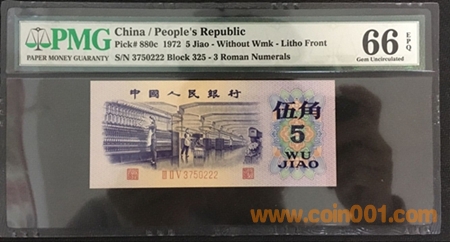 PMG
PAPER MONEY GUARANTY
China / People's Republic
Pick# 880c 1972 5 Jiao - Without Wmk - Litho Front
S/N 3750222 Block 325 - 3 Roman Numerals
66 EPQ
Gem Uncirculated
中國人民銀行
伍角
5
WU
JIAO
III II V 3750222
www.coin001.com